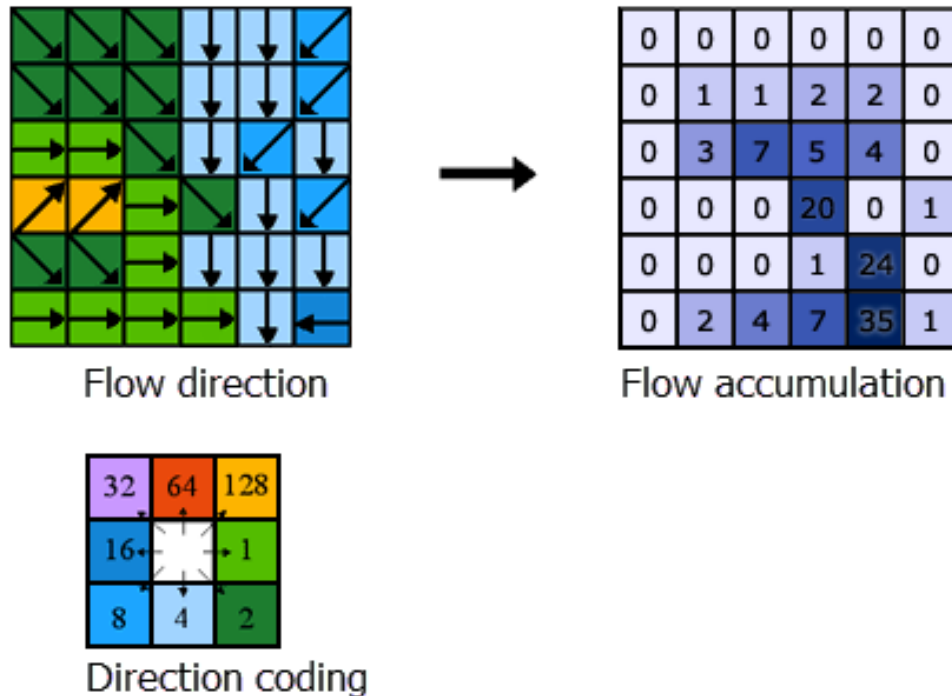 0 0 0 0 0 0
0 1 1 2 2 0
0 3 7 5 4 0
0 0 0 20 0 1
0 0 0 1 24 0
0 2 4 7 35 1
Flow direction
Flow accumulation
32 64 128
16 1
8 4 2
Direction coding